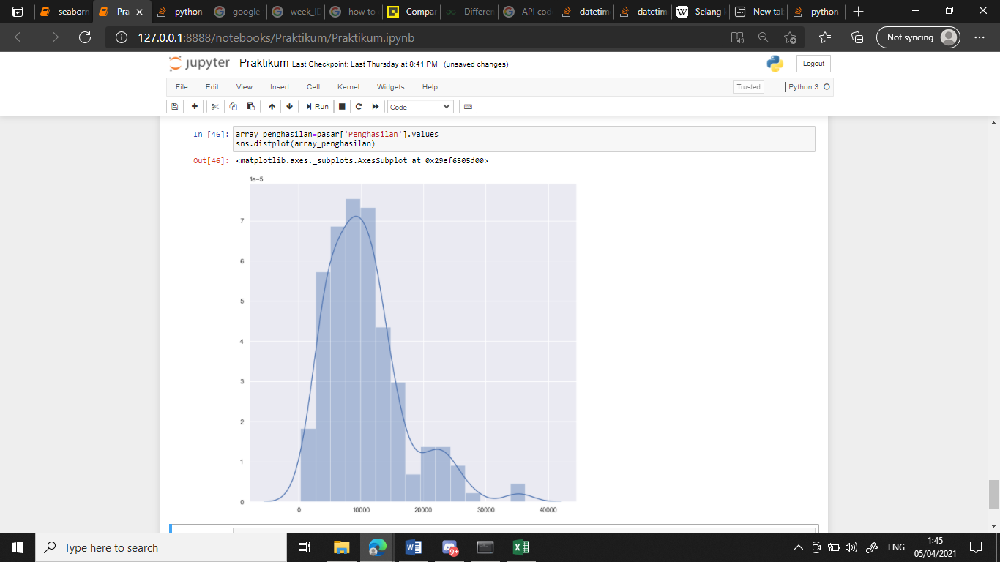 seaborn
Pra
python
google
week_ID
how to
Compar
Differen
API cod
datetim
datetim
W Selang
New tab
python
127.0.0.1:8888/notebooks/Praktikum/Praktikum.ipynb
Not syncing
jupyter Praktikum Last Checkpoint: Last Thursday at 8:41 PM (unsaved changes)
Logout
File Edit View Insert Cell Kernel Widgets Help
Trusted
Python 3
Run
Code
In [46]: array_penghasilan=pasar['Penghasilan'].values
sns.distplot(array_penghasilan)
Out[46]: <matplotlib.axes._subplots.AxesSubplot at 0x29ef6505d00>
1e−5
7
6
5
4
3
2
1
0
0 10000 20000 30000 40000
Type here to search
9+
ENG
1:45
05/04/2021